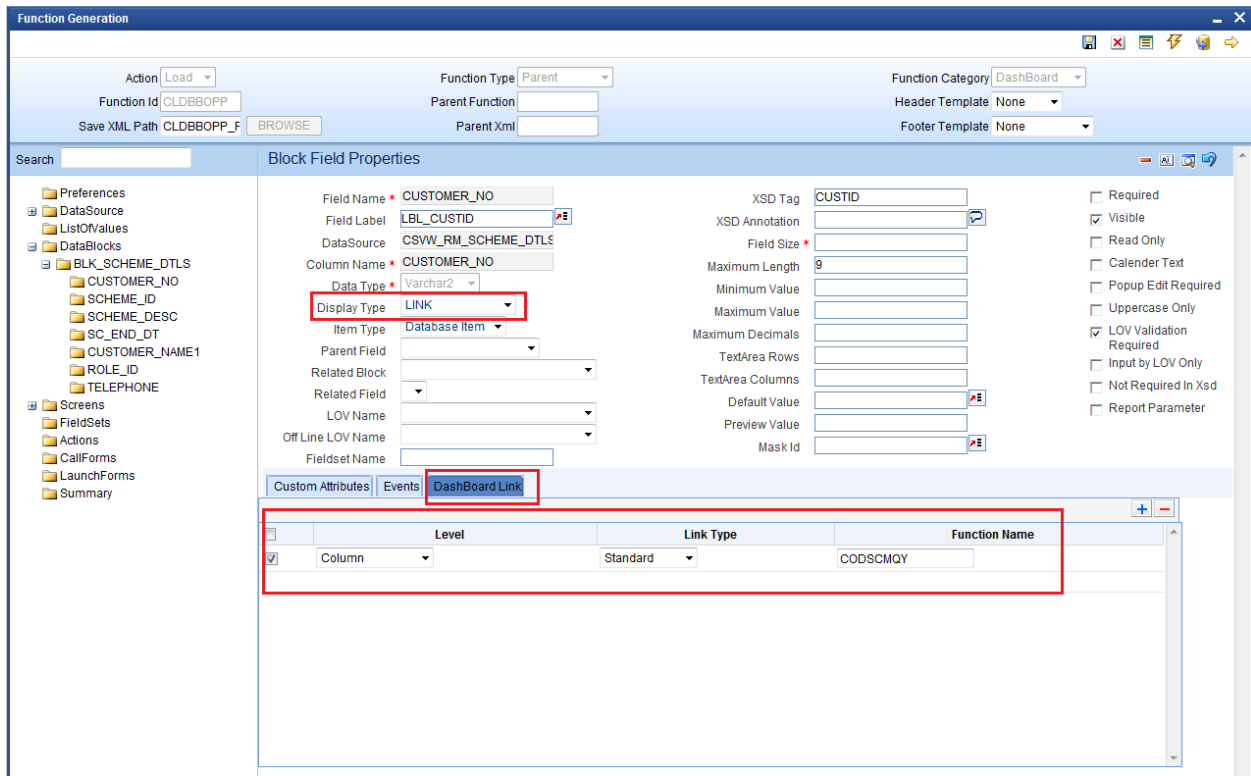 Function Generation
Action Load Function Type Parent Function Category DashBoard
Function Id CLDBBOPP Parent Function Header Template None
Save XML Path CLDBBOPP_F BROWSE Parent Xml Footer Template None
Search Block Field Properties
Preferences
DataSource
ListOfValues
DataBlocks
BLK_SCHEME_DTLS
CUSTOMER_NO
SCHEME_ID
SCHEME_DESC
SC_END_DT
CUSTOMER_NAME1
ROLE_ID
TELEPHONE
Screens
FieldSets
Actions
CallForms
LaunchForms
Summary
Field Name * CUSTOMER_NO
Field Label LBL_CUSTID
DataSource CSVW_RM_SCHEME_DTLS
Column Name * CUSTOMER_NO
Data Type * Varchar2
Display Type LINK
Item Type Database Item
Parent Field
Related Block
Related Field
LOV Name
Off Line LOV Name
Fieldset Name
XSD Tag CUSTID
XSD Annotation
Field Size *
Maximum Length 9
Minimum Value
Maximum Value
Maximum Decimals
TextArea Rows
TextArea Columns
Default Value
Preview Value
Mask Id
Required
Visible
Read Only
Calender Text
Popup Edit Required
Uppercase Only
LOV Validation
Required
Input by LOV Only
Not Required In Xsd
Report Parameter
Custom Attributes Events DashBoard Link
Level Link Type Function Name
Column Standard CODSCMQY